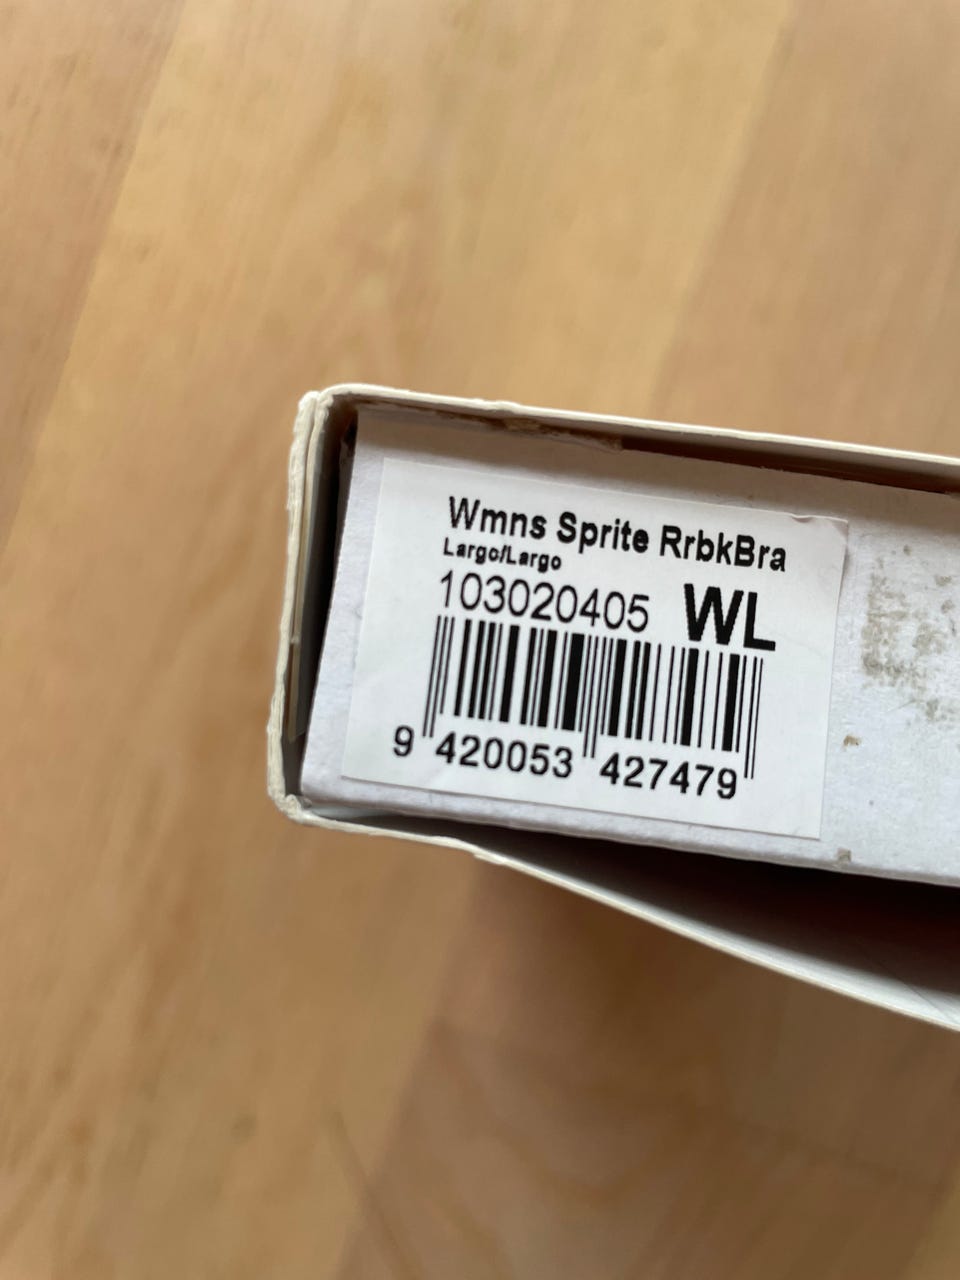 Wmns Sprite RrbkBra
Largo/Largo
103020405 WL
9 420053 427479